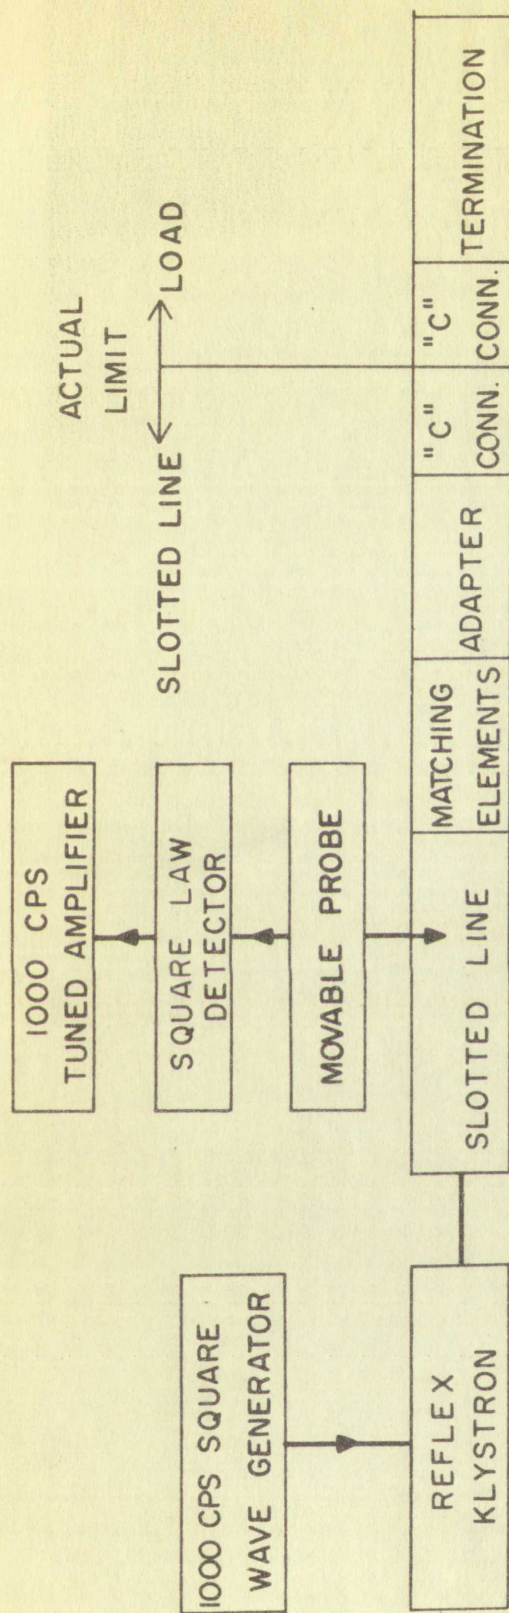 1000 CPS
TUNED AMPLIFIER
SQUARE LAW
DETECTOR
MOVABLE PROBE
ACTUAL
LIMIT
SLOTTED LINE
LOAD
1000 CPS SQUARE
WAVE GENERATOR
REFLEX
KLYSTRON
SLOTTED LINE
MATCHING
ELEMENTS
ADAPTER
"C"
CONN.
"C"
CONN.
TERMINATION